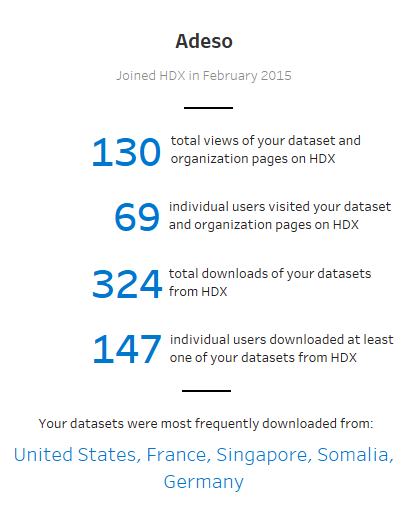 Adeso
Joined HDX in February 2015
130 total views of your dataset and
organization pages on HDX
69 individual users visited your dataset
and organization pages on HDX
324 total downloads of your datasets
from HDX
147 individual users downloaded at least
one of your datasets from HDX
Your datasets were most frequently downloaded from:
United States, France, Singapore, Somalia,
Germany